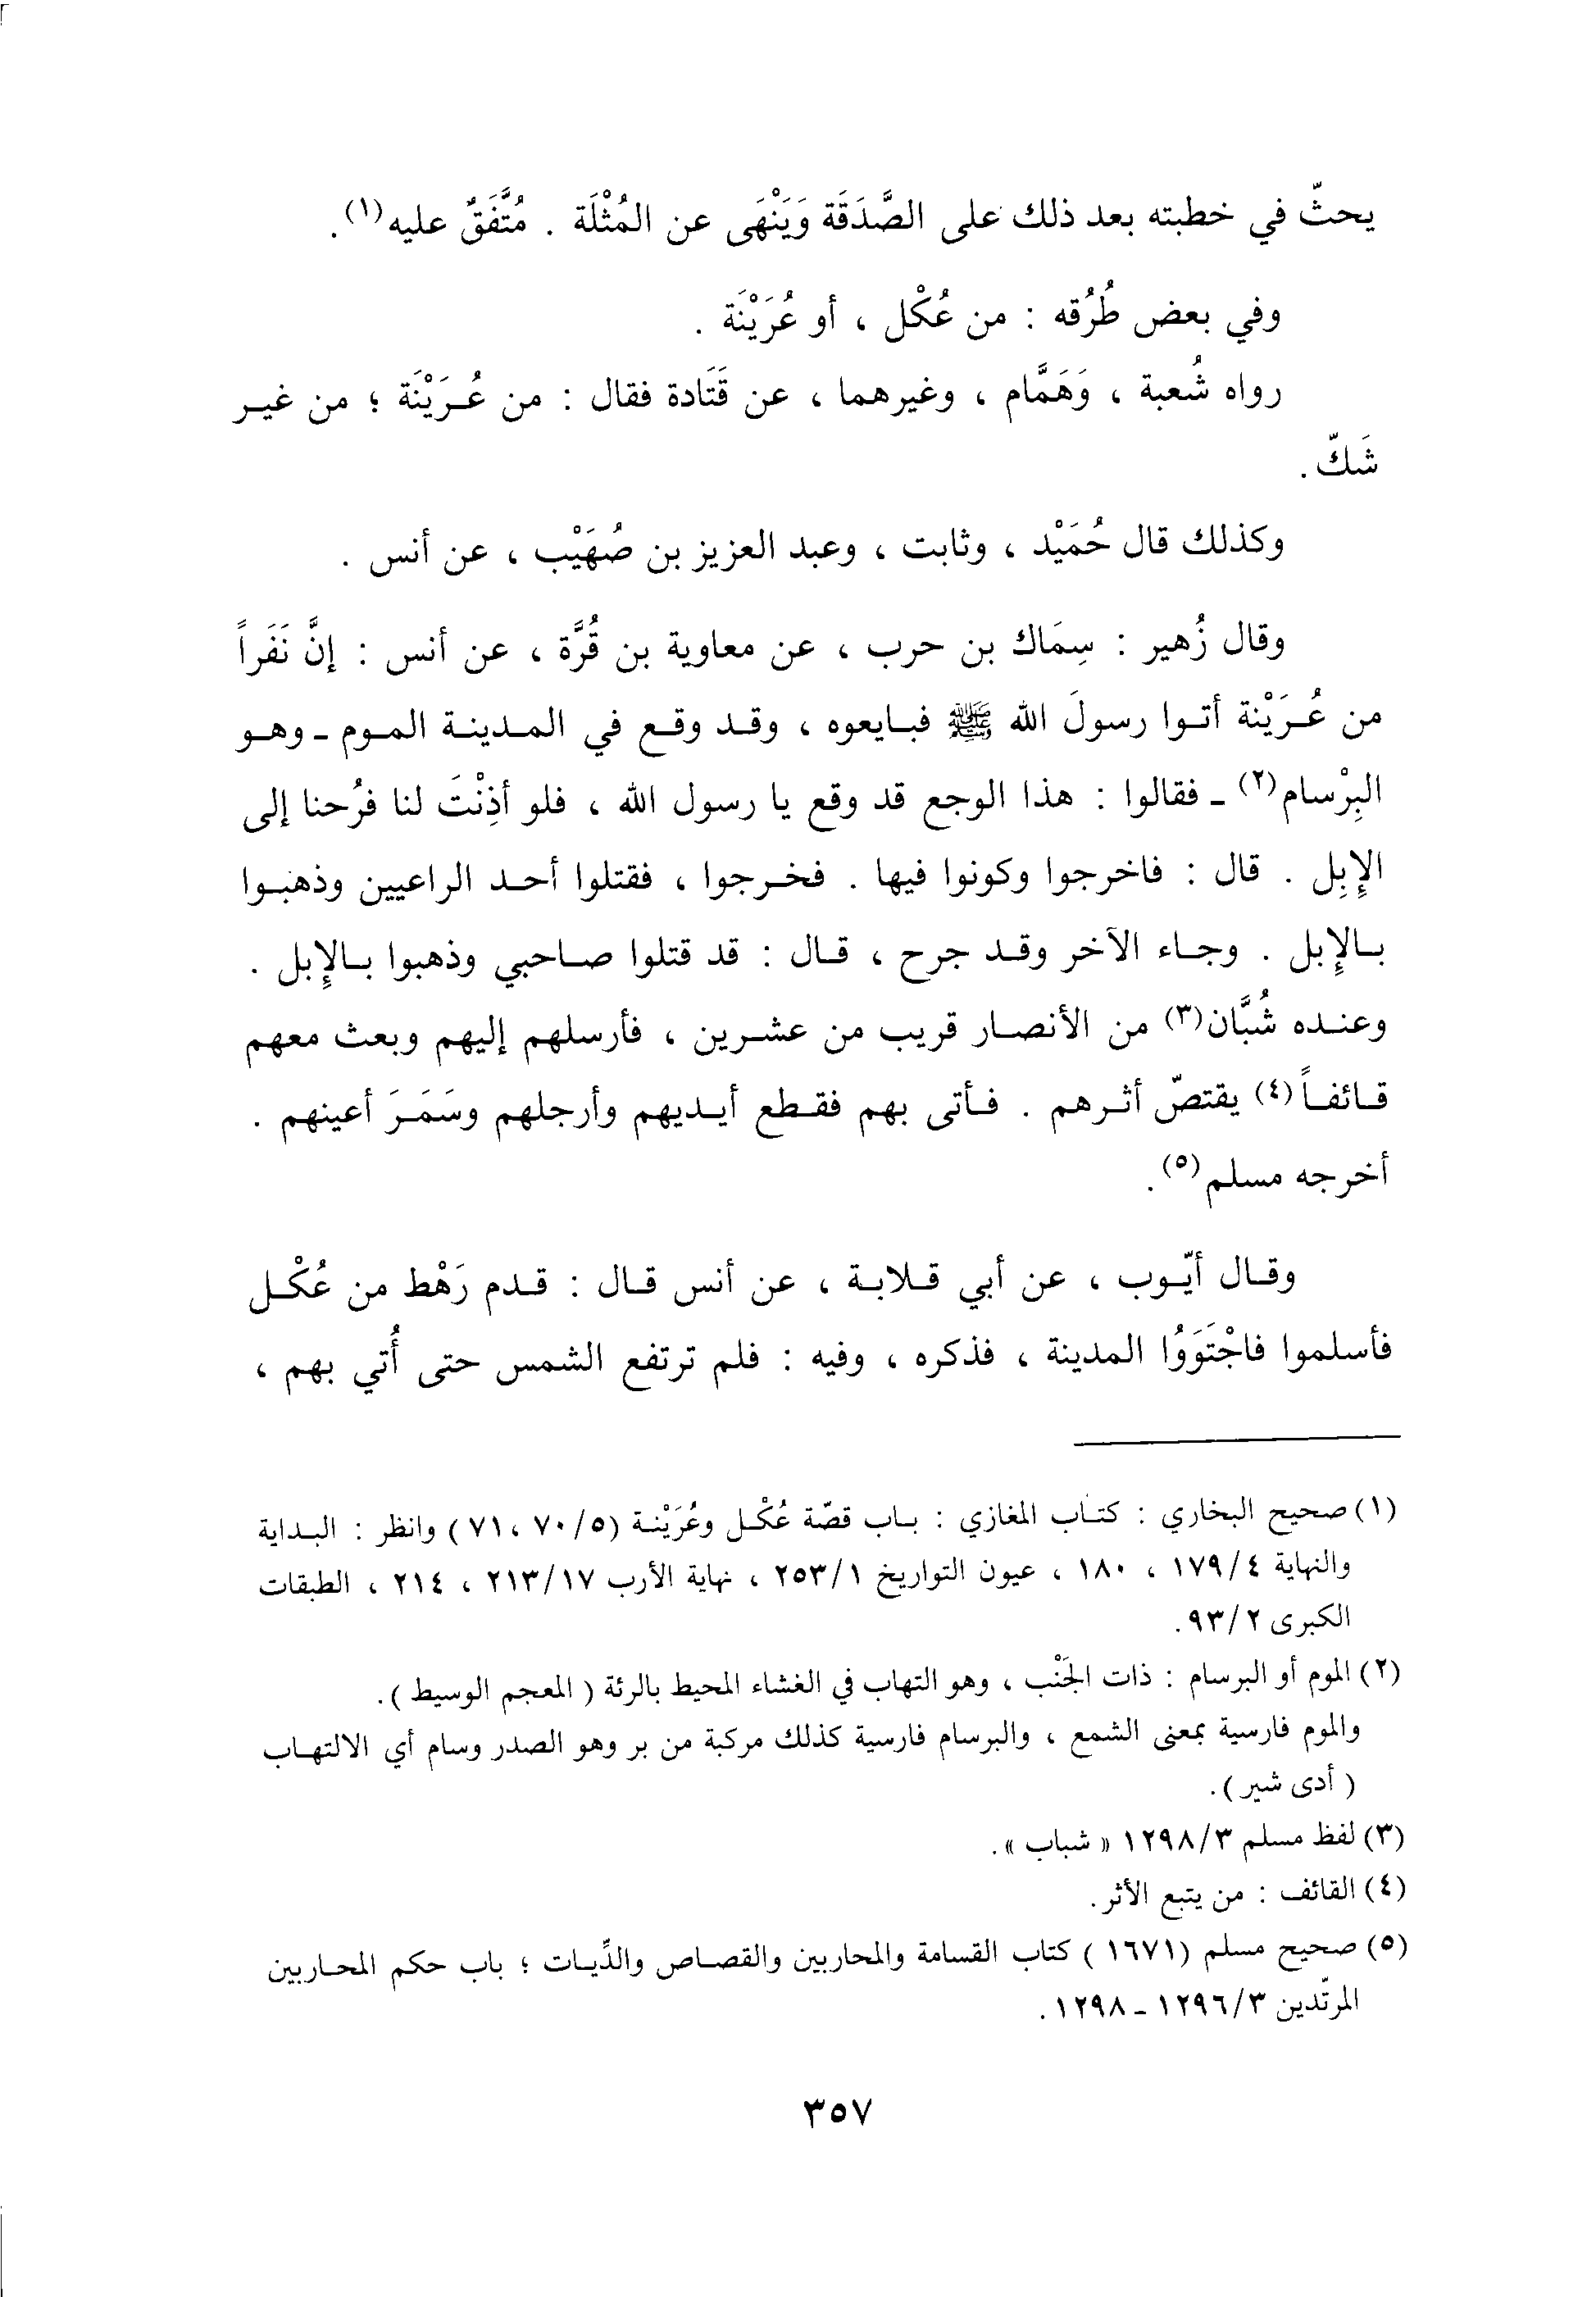 يحثّ في خطبته بعد ذلك على الصَّدَقَة وَيَنْهَى عن المُثْلَة . مُتَّفَقٌ عليه(١).
وفي بعض طُرُقه : من عُكْل ، أو عُرَيْنَة .
رواه شُعبة ، وَهَمَّام ، وغيرهما ، عن قَتَادة فقال : من عُرَيْنَة ؛ من غير
شَكّ.
وكذلك قال حُمَيْد ، وثابت ، وعبد العزيز بن صُهَيْب ، عن أنس .
وقال زُهير : سِمَاك بن حرب ، عن معاوية بن قُرَّة ، عن أنس : إنَّ نَفَراً
من عُرَيْنة أتوا رسولَ الله ﷺ فبايعوه ، وقد وقع في المدينة الموم ـ وهو
البِرْسام(٢) ـ فقالوا : هذا الوجع قد وقع يا رسول الله ، فلو أذِنْتَ لنا فرُحنا إلى
الإِبِل . قال : فاخرجوا وكونوا فيها . فخرجوا ، فقتلوا أحد الراعيين وذهبوا
بالإِبل . وجاء الآخر وقد جرح ، قال : قد قتلوا صاحبي وذهبوا بالإِبل .
وعنده شُبَّان(٣) من الأنصار قريب من عشرين ، فأرسلهم إليهم وبعث معهم
قائفاً(٤) يقتصّ أثرهم . فأتى بهم فقطع أيديهم وأرجلهم وسَمَرَ أعينهم .
أخرجه مسلم(٥).
وقال أيّوب ، عن أبي قلابة ، عن أنس قال : قدم رَهْط من عُكْل
فأسلموا فاجْتَوَوُا المدينة ، فذكره ، وفيه : فلم ترتفع الشمس حتى أُتي بهم ،
(١) صحيح البخاري : كتاب المغازي : باب قصّة عُكْل وعُرَيْنة (٥/ ٧٠ ، ٧١) وانظر : البداية
والنهاية ٤/ ١٧٩ ، ١٨٠ ، عيون التواريخ ١/ ٢٥٣ ، نهاية الأرب ١٧/ ٢١٣ ، ٢١٤ ، الطبقات
الكبرى ٢/ ٩٣.
(٢) الموم أو البرسام : ذات الجَنْب ، وهو التهاب في الغشاء المحيط بالرئة ( المعجم الوسيط ).
والموم فارسية بمعنى الشمع ، والبرسام فارسية كذلك مركبة من بر وهو الصدر وسام أي الالتهاب
( أدى شير ).
(٣) لفظ مسلم ٣/ ١٢٩٨ « شباب ».
(٤) القائف : من يتبع الأثر.
(٥) صحيح مسلم (١٦٧١ ) كتاب القسامة والمحاربين والقصاص والدِّيات ؛ باب حكم المحاربين
المرتّدين ٣/ ١٢٩٦ ـ ١٢٩٨.
٣٥٧